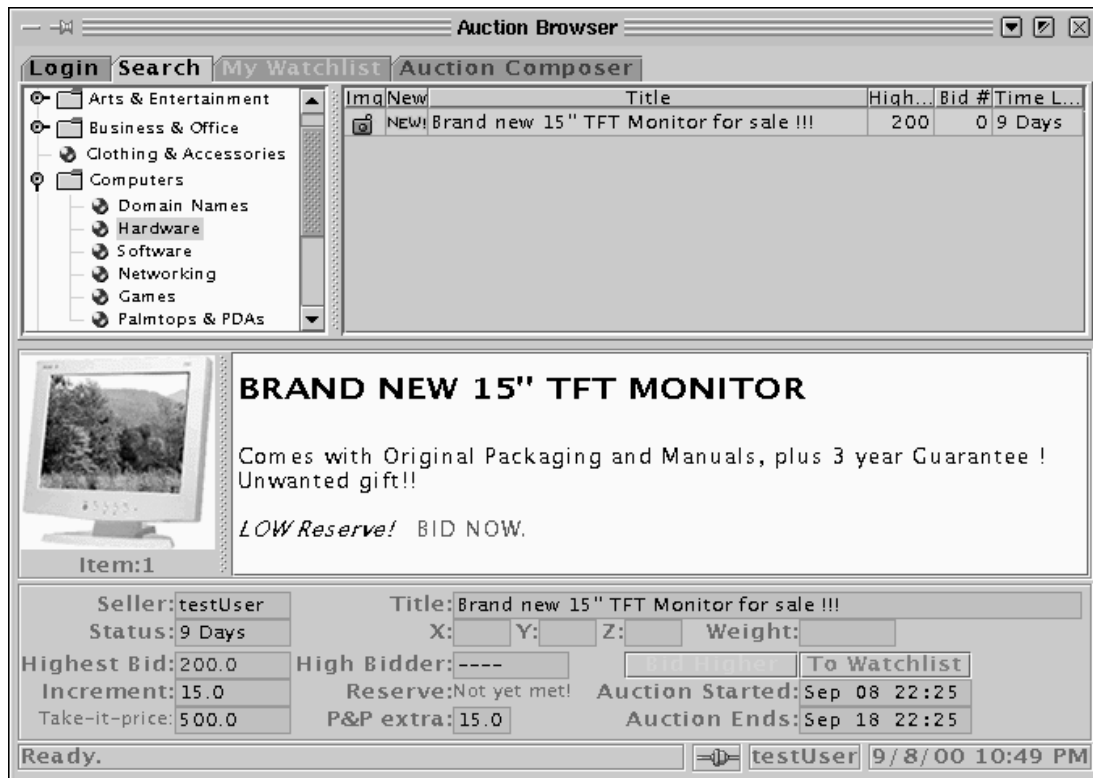 Auction Browser
Login Search My Watchlist Auction Composer
Arts & Entertainment
Business & Office
Clothing & Accessories
Computers
Domain Names
Hardware
Software
Networking
Games
Palmtops & PDAs
Img New Title High... Bid # Time L...
NEW! Brand new 15" TFT Monitor for sale !!! 200 0 9 Days
BRAND NEW 15" TFT MONITOR
Comes with Original Packaging and Manuals, plus 3 year Guarantee !
Unwanted gift!!
LOW Reserve! BID NOW.
Item:1
Seller: testUser Title: Brand new 15" TFT Monitor for sale !!!
Status: 9 Days X: Y: Z: Weight:
Highest Bid: 200.0 High Bidder: ---- Bid Higher To Watchlist
Increment: 15.0 Reserve: Not yet met! Auction Started: Sep 08 22:25
Take-it-price: 500.0 P&P extra: 15.0 Auction Ends: Sep 18 22:25
Ready. testUser 9/8/00 10:49 PM